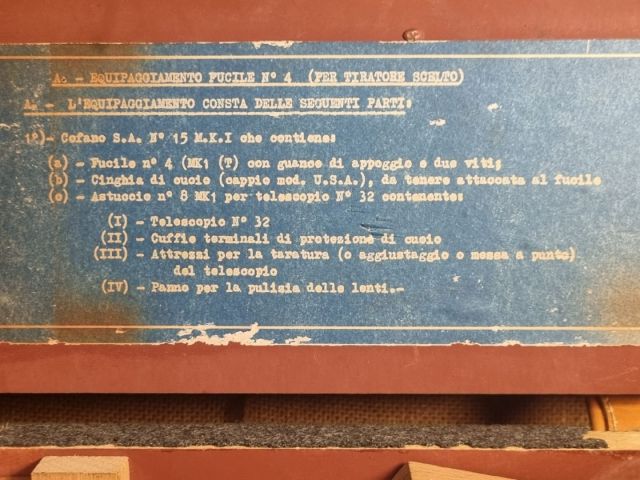 A. - EQUIPAGGIAMENTO FUCILE N° 4 (PER TIRATORE SCELTO)
A. - L'EQUIPAGGIAMENTO CONSTA DELLE SEGUENTI PARTI:
1°)- Cofano S.A. N° 15 M.K.I che contiene:
(a) - Fucile n° 4 (MK1 (T) con guance di appoggio e due viti;
(b) - Cinghia di cuoio (cappio mod. U.S.A.), da tenere attaccata al fucile
(c) - Astuccio n° 8 MK1 per telescopio N° 32 contenente:
(I) - Telescopio N° 32
(II) - Cuffie terminali di protezione di cuoio
(III) - Attrezzi per la taratura (o aggiustaggio o messa a punto)
del telescopio
(IV) - Panno per la pulizia delle lenti.-